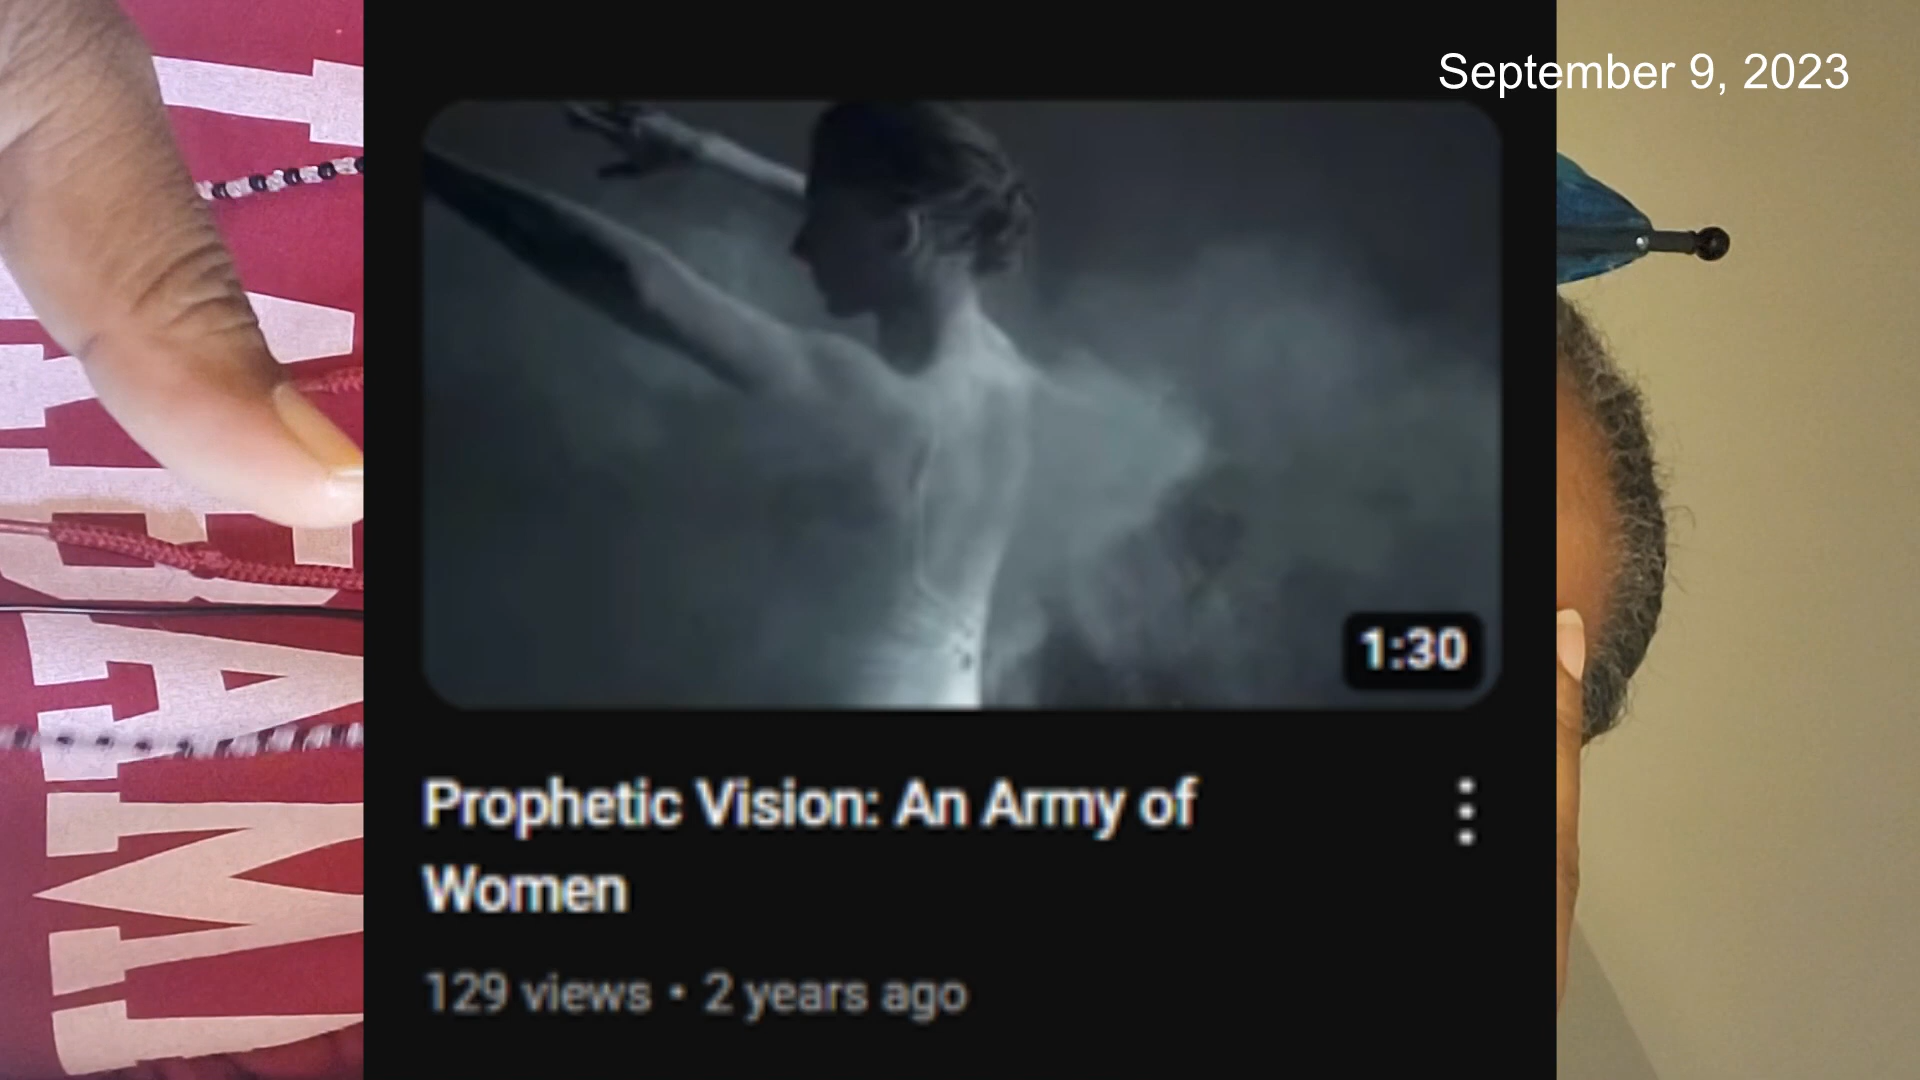 September 9, 2023
1:30
Prophetic Vision: An Army of
Women
129 views • 2 years ago